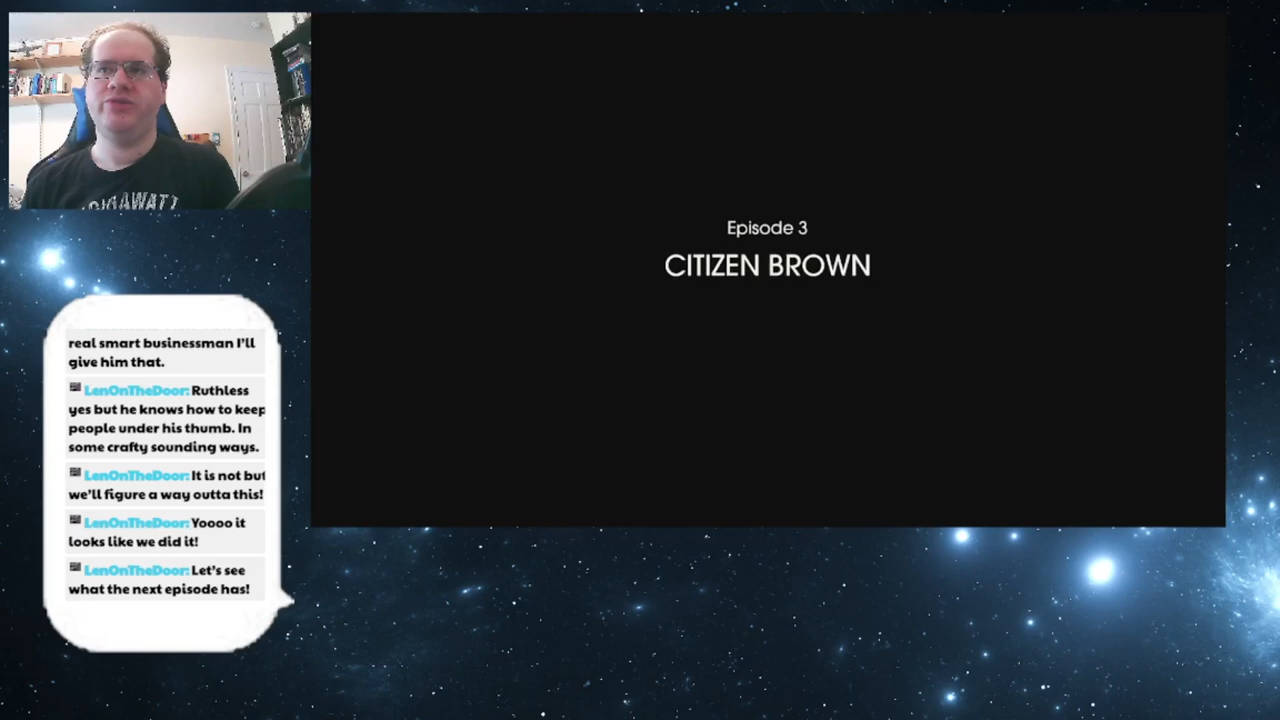 Episode 3
CITIZEN BROWN
real smart businessman I'll
give him that.
LenOnTheDoor: Ruthless
yes but he knows how to keep
people under his thumb. In
some crafty sounding ways.
LenOnTheDoor: It is not but
we'll figure a way outta this!
LenOnTheDoor: Yoooo it
looks like we did it!
LenOnTheDoor: Let's see
what the next episode has!